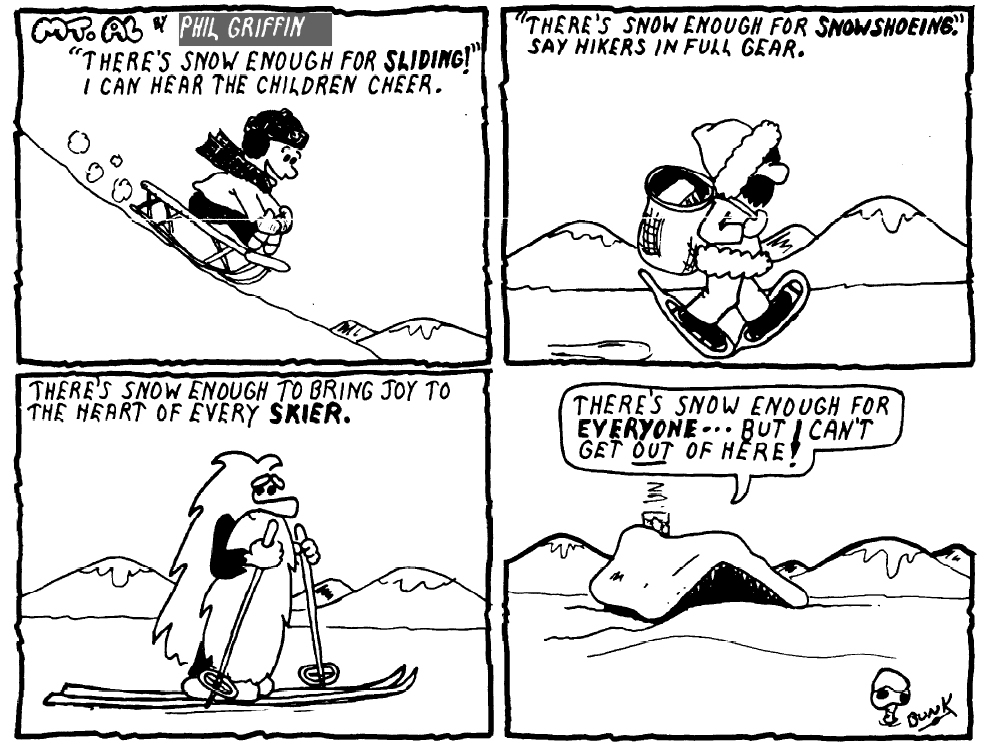 MT. AL BY PHIL GRIFFIN
"THERE'S SNOW ENOUGH FOR SLIDING!"
I CAN HEAR THE CHILDREN CHEER.
"THERE'S SNOW ENOUGH FOR SNOWSHOEING."
SAY HIKERS IN FULL GEAR.
THERE'S SNOW ENOUGH TO BRING JOY TO
THE HEART OF EVERY SKIER.
THERE'S SNOW ENOUGH FOR
EVERYONE... BUT I CAN'T
GET OUT OF HERE!
BUNK